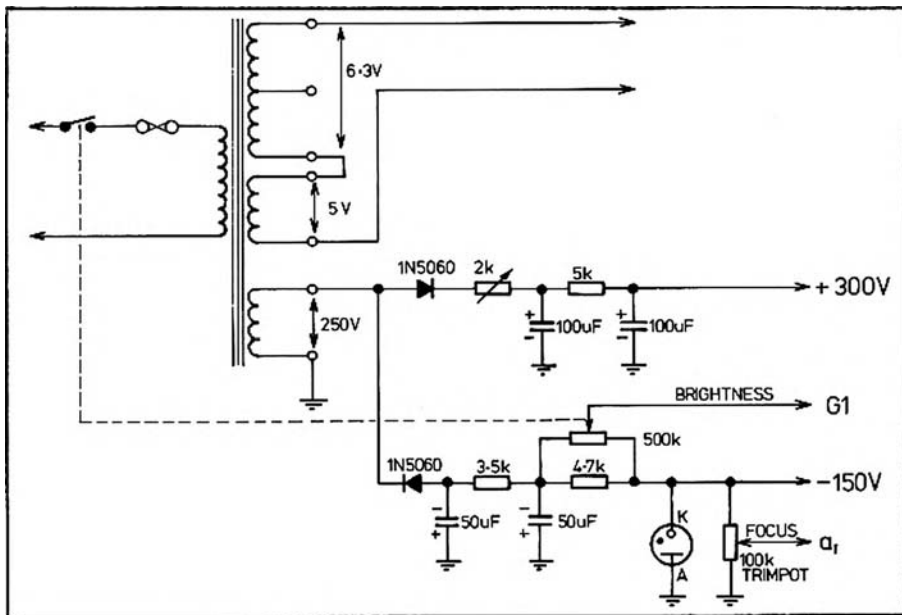 6·3V
5 V
1N5060
2k
5k
+ 300V
250V
+
-
100uF
+
-
100uF
BRIGHTNESS
G1
500k
1N5060
3·5k
4·7k
-150V
-
+
50uF
-
+
50uF
K
A
FOCUS
a₁
100k
TRIMPOT